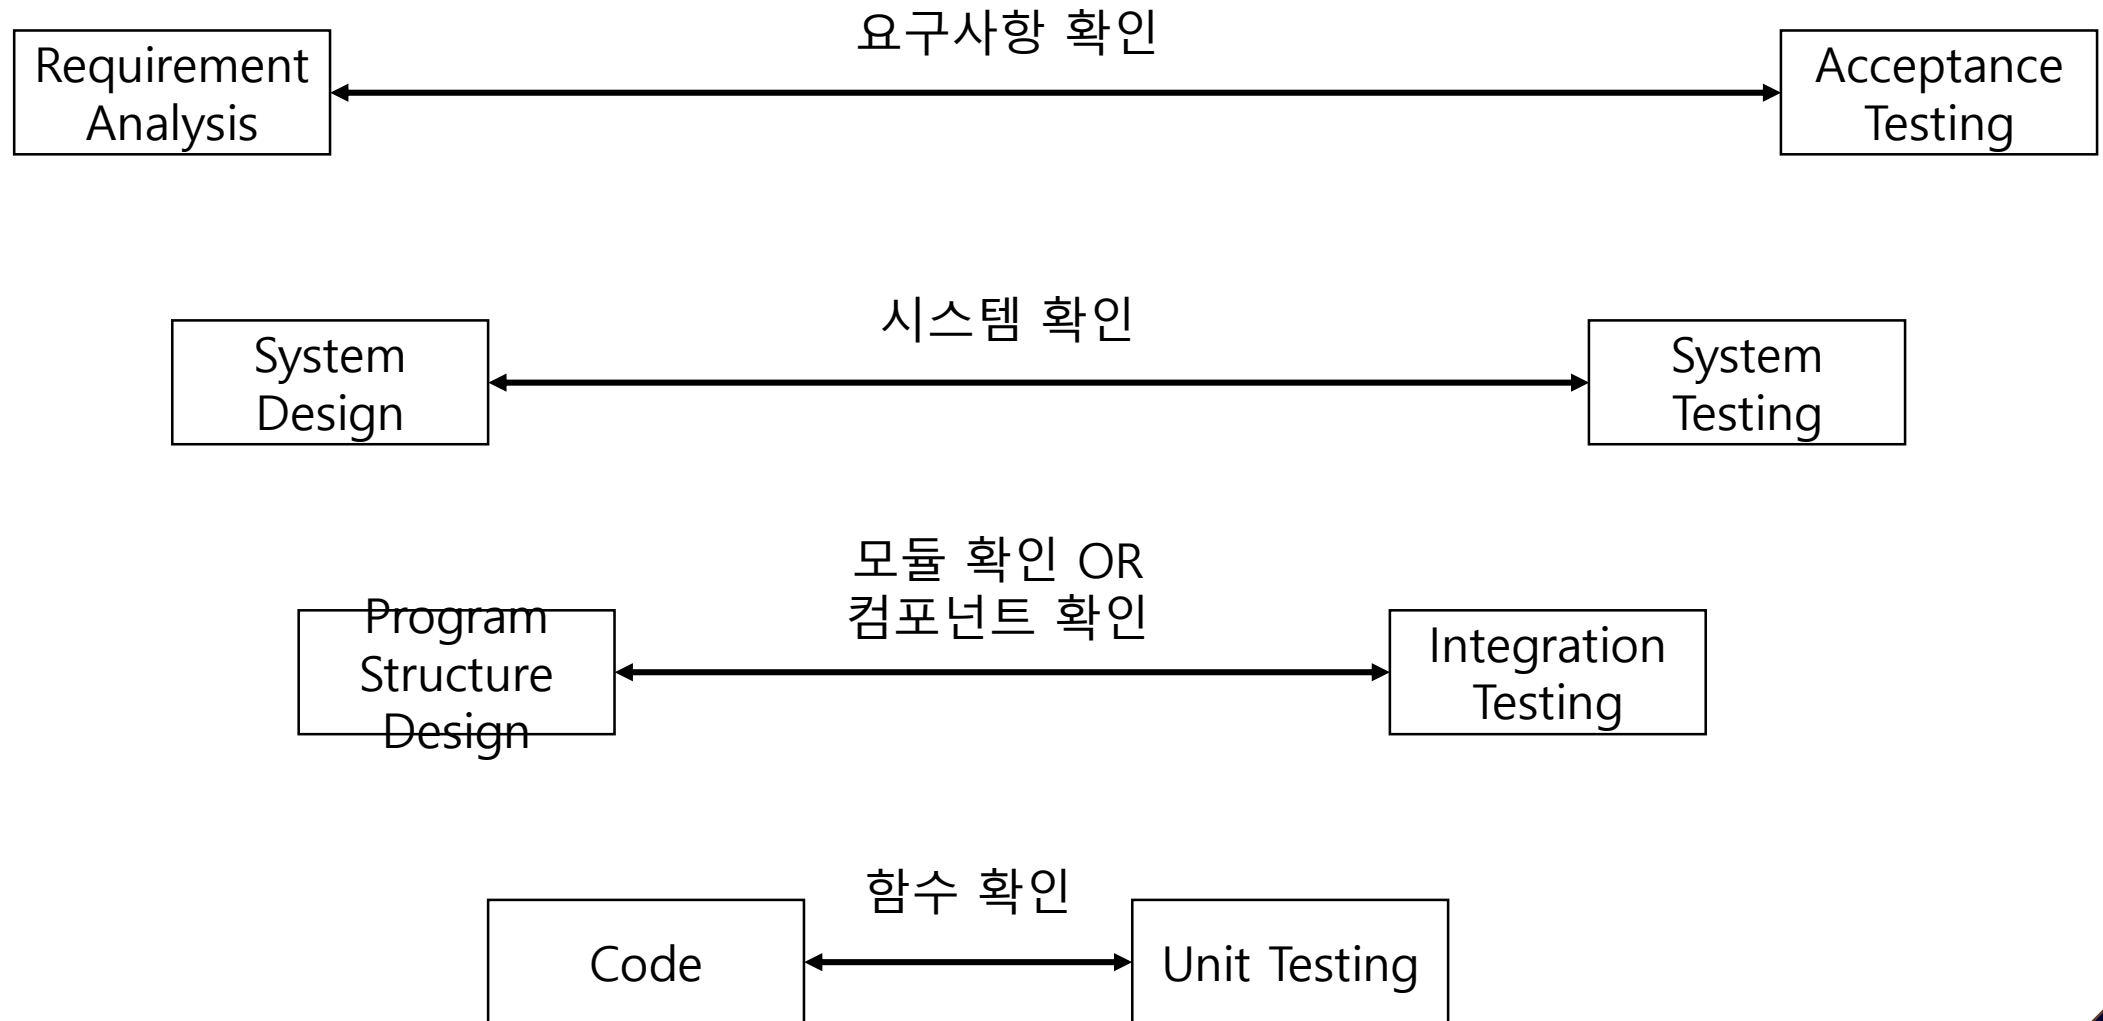 요구사항 확인
Requirement
Analysis
Acceptance
Testing
시스템 확인
System
Design
System
Testing
모듈 확인 OR
컴포넌트 확인
Program
Structure
Design
Integration
Testing
함수 확인
Code
Unit Testing